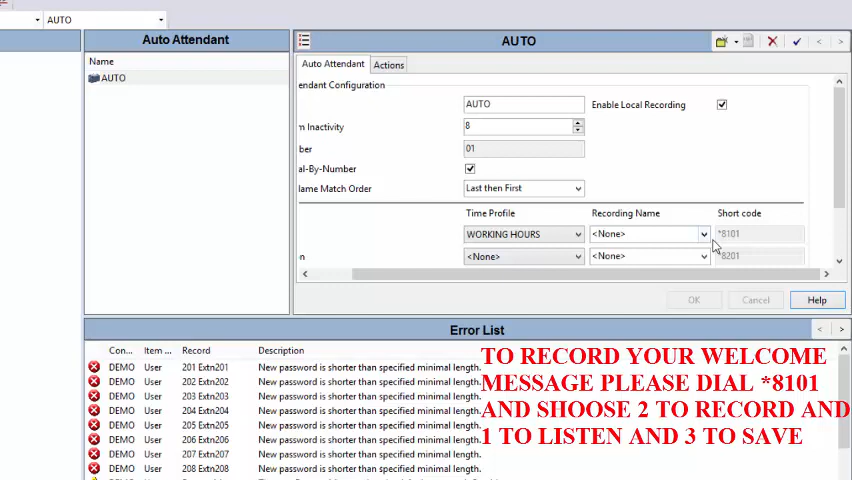 AUTO
Auto Attendant
AUTO
Name
AUTO
Auto Attendant
Actions
tendant Configuration
AUTO
Enable Local Recording
m Inactivity
8
ber
01
al-By-Number
lame Match Order
Last then First
Time Profile
Recording Name
Short code
WORKING HOURS
<None>
*8101
n
<None>
<None>
8201
OK
Cancel
Help
Error List
Con...
Item ...
Record
Description
DEMO User 201 Extn201 New password is shorter than specified minimal length.
DEMO User 202 Extn202 New password is shorter than specified minimal length.
DEMO User 203 Extn203 New password is shorter than specified minimal length.
DEMO User 204 Extn204 New password is shorter than specified minimal length.
DEMO User 205 Extn205 New password is shorter than specified minimal length.
DEMO User 206 Extn206 New password is shorter than specified minimal length.
DEMO User 207 Extn207 New password is shorter than specified minimal length.
DEMO User 208 Extn208 New password is shorter than specified minimal length.
TO RECORD YOUR WELCOME
MESSAGE PLEASE DIAL *8101
AND SHOOSE 2 TO RECORD AND
1 TO LISTEN AND 3 TO SAVE